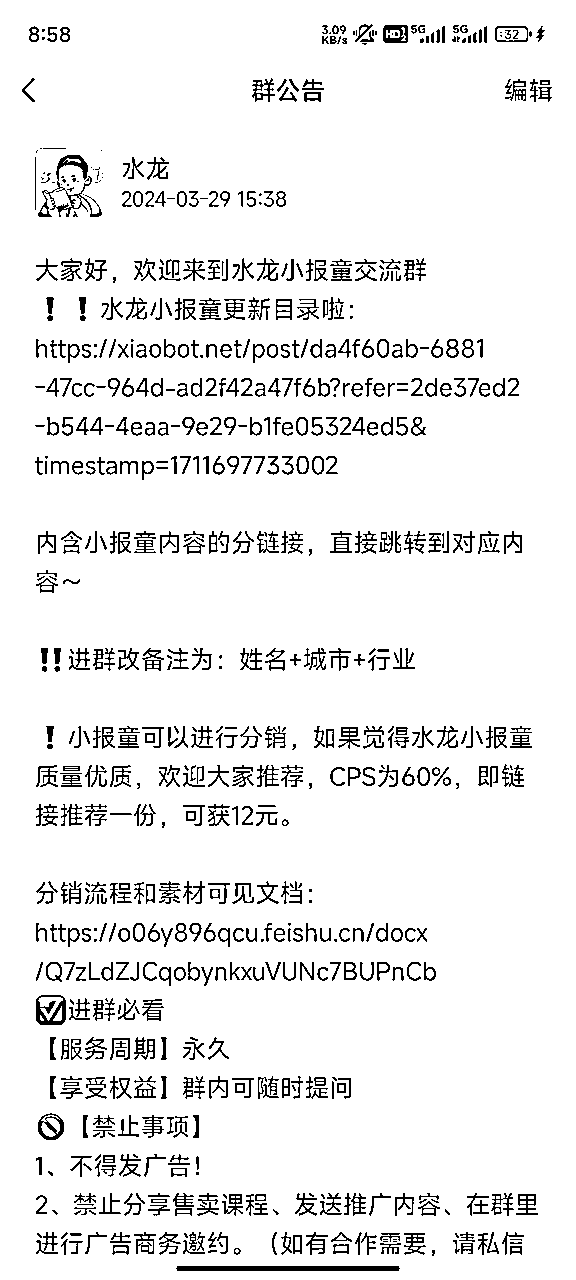 8:58
3.09 KB/s HD 2 5G 5G 32
群公告
编辑
水龙
2024-03-29 15:38
大家好，欢迎来到水龙小报童交流群
❗❗水龙小报童更新目录啦：
https://xiaobot.net/post/da4f60ab-6881
-47cc-964d-ad2f42a47f6b?refer=2de37ed2
-b544-4eaa-9e29-b1fe05324ed5&
timestamp=1711697733002
内含小报童内容的分链接，直接跳转到对应内
容～
‼️进群改备注为：姓名+城市+行业
❗小报童可以进行分销，如果觉得水龙小报童
质量优质，欢迎大家推荐，CPS为60%，即链
接推荐一份，可获12元。
分销流程和素材可见文档：
https://o06y896qcu.feishu.cn/docx
/Q7zLdZJCqobynkxuVUNc7BUPnCb
☑️进群必看
【服务周期】永久
【享受权益】群内可随时提问
🚫【禁止事项】
1、不得发广告！
2、禁止分享售卖课程、发送推广内容、在群里
进行广告商务邀约。（如有合作需要，请私信